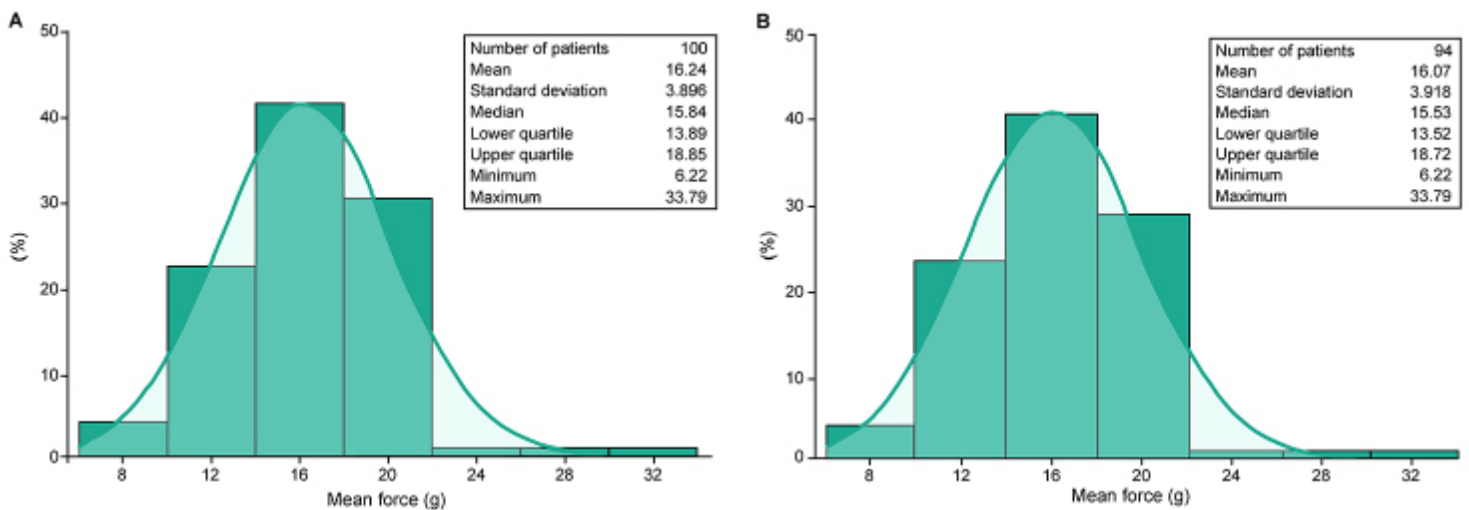 A
50
40
30
20
10
0
(%)
Number of patients 100
Mean 16.24
Standard deviation 3.896
Median 15.84
Lower quartile 13.89
Upper quartile 18.85
Minimum 6.22
Maximum 33.79
8 12 16 20 24 28 32
Mean force (g)
B
50
40
30
20
10
0
(%)
Number of patients 94
Mean 16.07
Standard deviation 3.918
Median 15.53
Lower quartile 13.52
Upper quartile 18.72
Minimum 6.22
Maximum 33.79
8 12 16 20 24 28 32
Mean force (g)